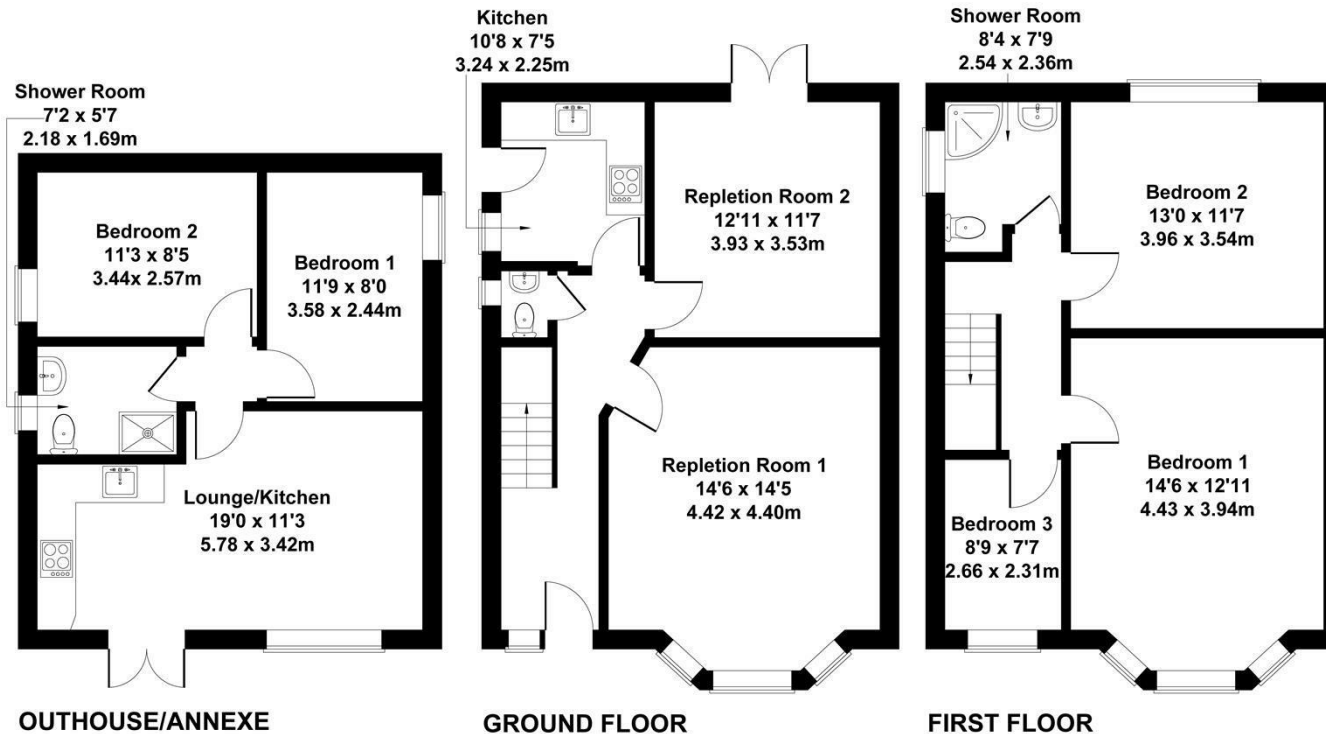 Shower Room
7'2 x 5'7
2.18 x 1.69m
Bedroom 2
11'3 x 8'5
3.44x 2.57m
Bedroom 1
11'9 x 8'0
3.58 x 2.44m
Lounge/Kitchen
19'0 x 11'3
5.78 x 3.42m
OUTHOUSE/ANNEXE
Kitchen
10'8 x 7'5
3.24 x 2.25m
Repletion Room 2
12'11 x 11'7
3.93 x 3.53m
Repletion Room 1
14'6 x 14'5
4.42 x 4.40m
GROUND FLOOR
Shower Room
8'4 x 7'9
2.54 x 2.36m
Bedroom 2
13'0 x 11'7
3.96 x 3.54m
Bedroom 1
14'6 x 12'11
4.43 x 3.94m
Bedroom 3
8'9 x 7'7
2.66 x 2.31m
FIRST FLOOR